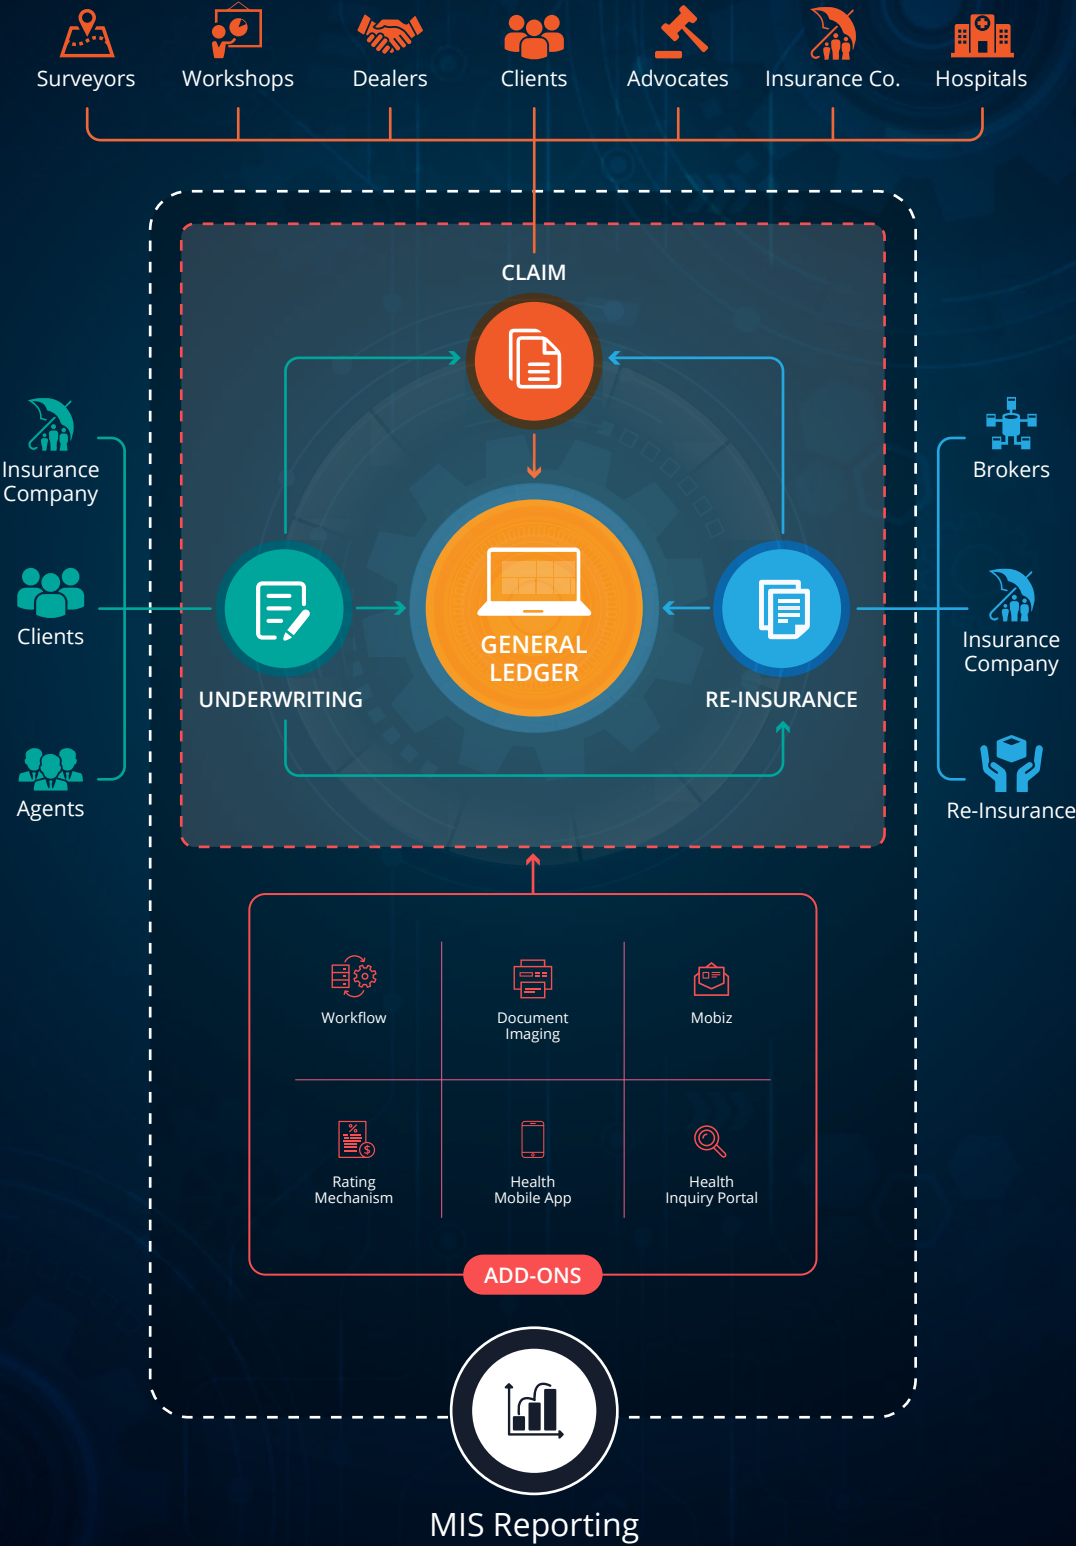 Surveyors
Workshops
Dealers
Clients
Advocates
Insurance Co.
Hospitals
CLAIM
Insurance
Company
Clients
Agents
UNDERWRITING
GENERAL
LEDGER
RE-INSURANCE
Brokers
Insurance
Company
Re-Insurance
Workflow
Document
Imaging
Mobiz
Rating
Mechanism
Health
Mobile App
Health
Inquiry Portal
ADD-ONS
MIS Reporting